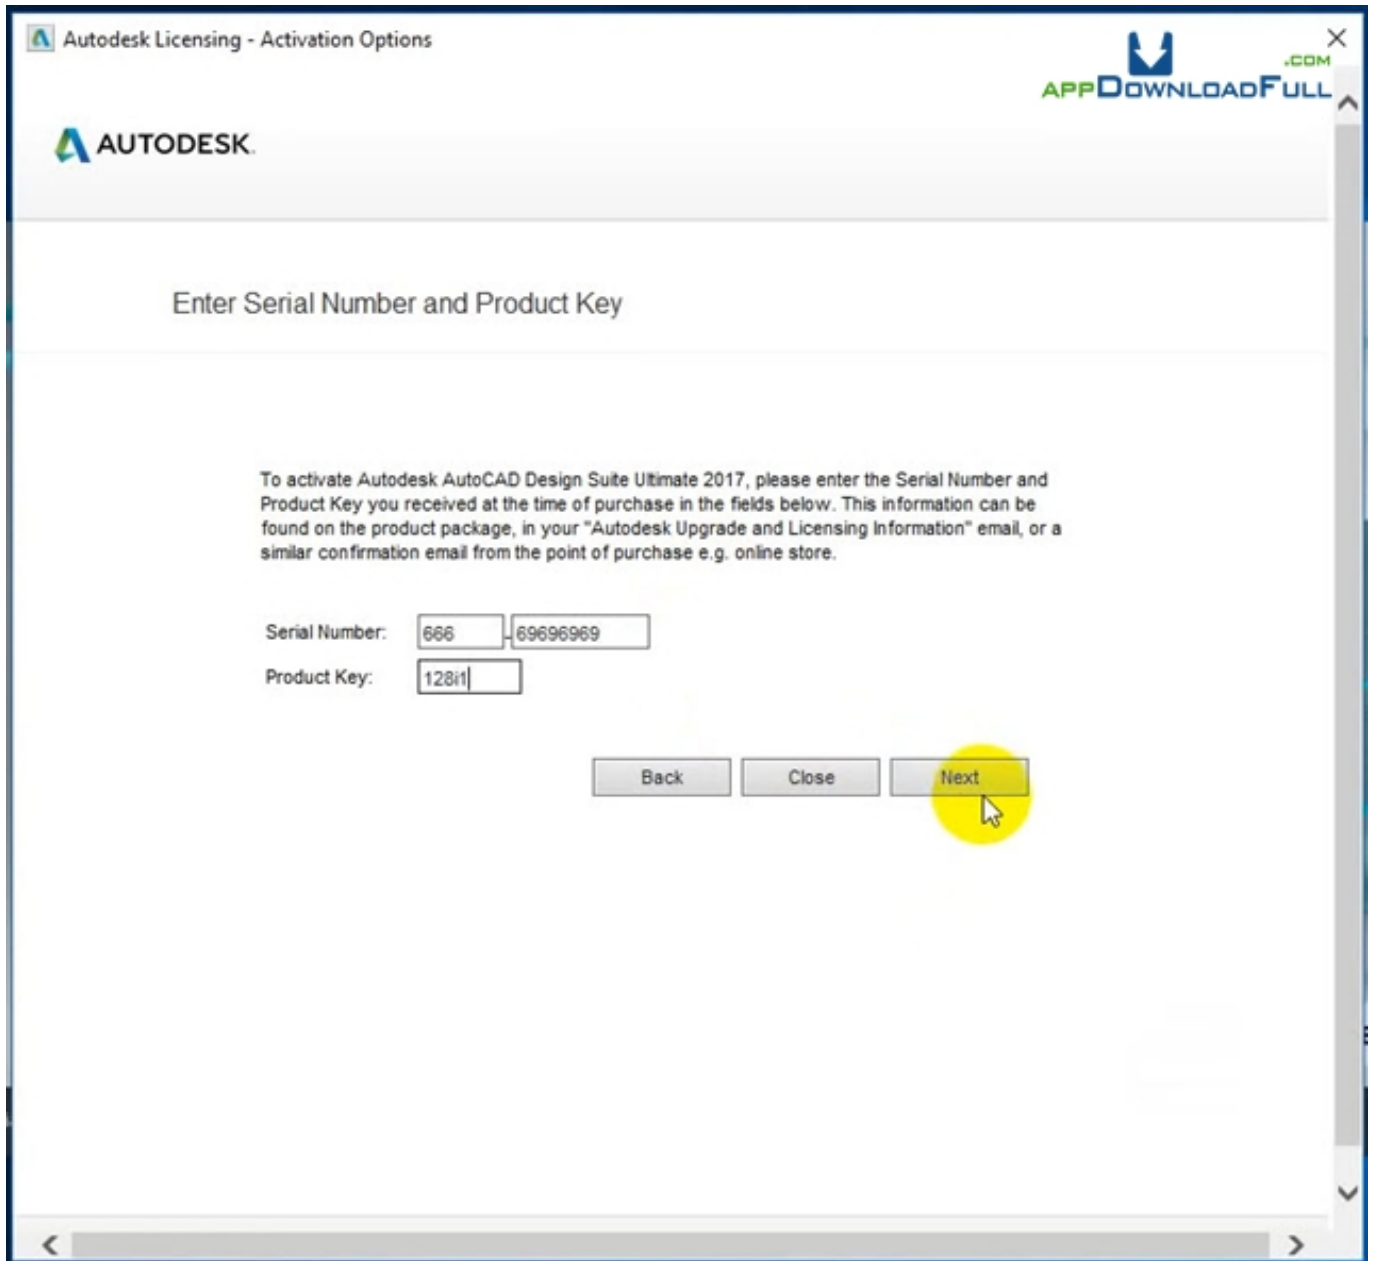 Autodesk Licensing - Activation Options
.COM
APPDOWNLOADFULL
AUTODESK.
Enter Serial Number and Product Key
To activate Autodesk AutoCAD Design Suite Ultimate 2017, please enter the Serial Number and
Product Key you received at the time of purchase in the fields below. This information can be
found on the product package, in your "Autodesk Upgrade and Licensing Information" email, or a
similar confirmation email from the point of purchase e.g. online store.
Serial Number: 666 - 69696969
Product Key: 128i1
Back Close Next